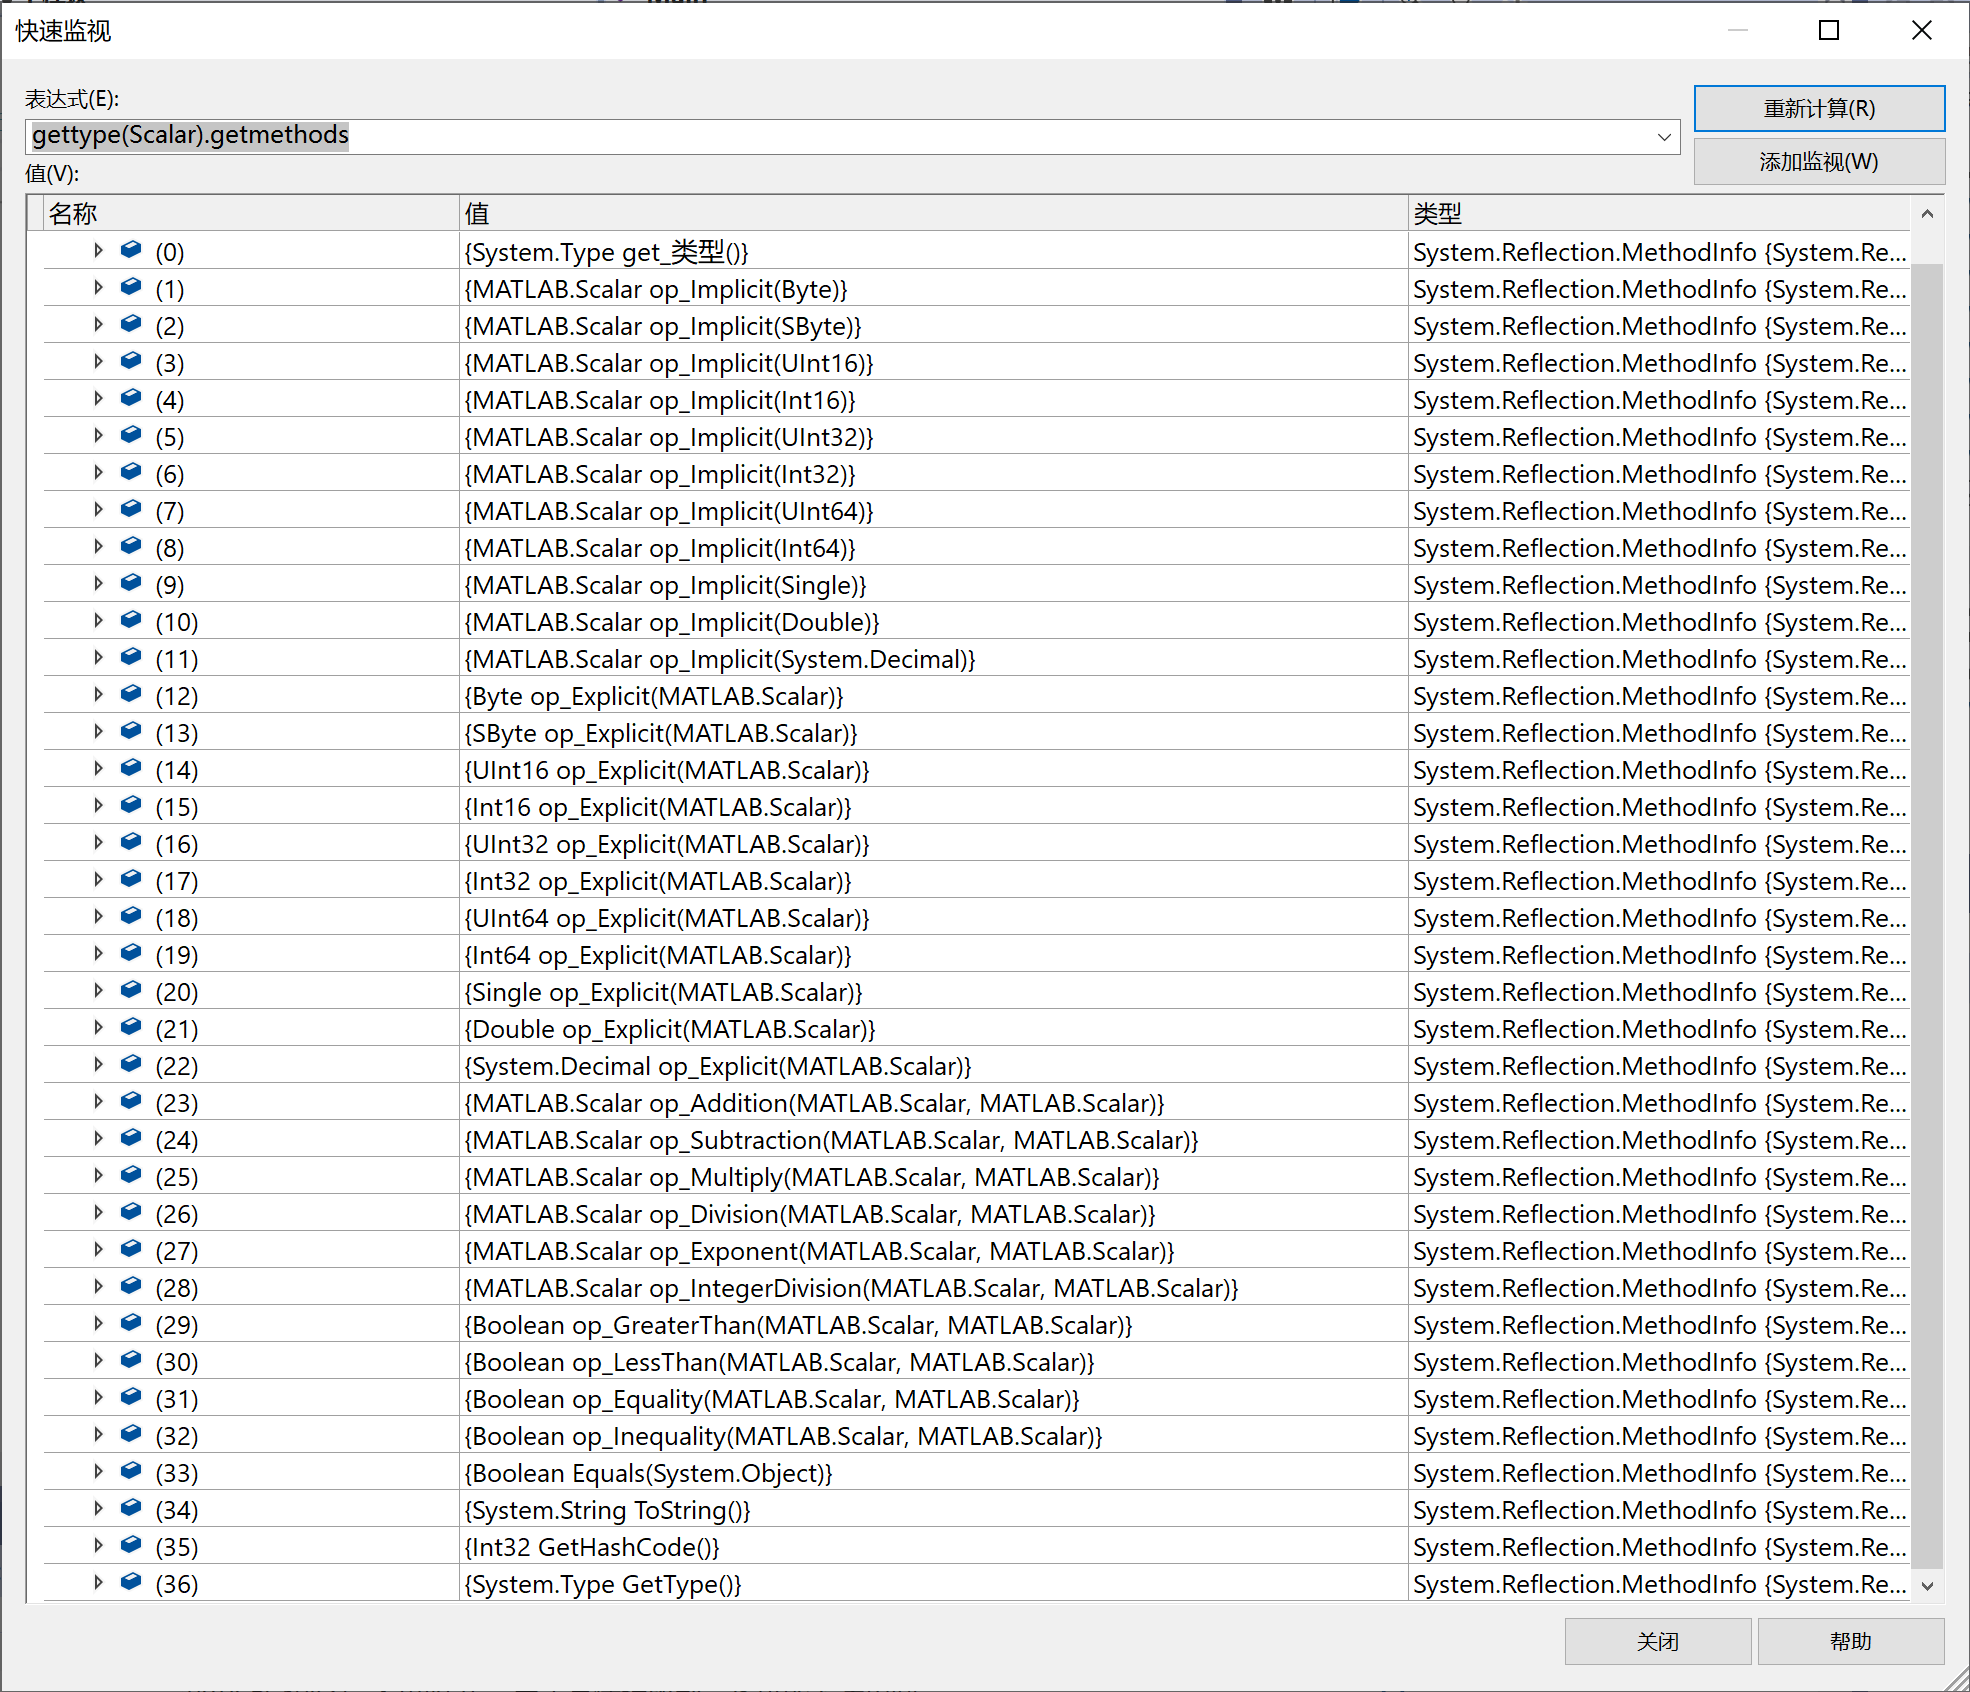 快速监视
表达式(E):
gettype(Scalar).getmethods
重新计算(R)
添加监视(W)
值(V):
名称 值 类型
(0) {System.Type get_类型()} System.Reflection.MethodInfo {System.Re...
(1) {MATLAB.Scalar op_Implicit(Byte)} System.Reflection.MethodInfo {System.Re...
(2) {MATLAB.Scalar op_Implicit(SByte)} System.Reflection.MethodInfo {System.Re...
(3) {MATLAB.Scalar op_Implicit(UInt16)} System.Reflection.MethodInfo {System.Re...
(4) {MATLAB.Scalar op_Implicit(Int16)} System.Reflection.MethodInfo {System.Re...
(5) {MATLAB.Scalar op_Implicit(UInt32)} System.Reflection.MethodInfo {System.Re...
(6) {MATLAB.Scalar op_Implicit(Int32)} System.Reflection.MethodInfo {System.Re...
(7) {MATLAB.Scalar op_Implicit(UInt64)} System.Reflection.MethodInfo {System.Re...
(8) {MATLAB.Scalar op_Implicit(Int64)} System.Reflection.MethodInfo {System.Re...
(9) {MATLAB.Scalar op_Implicit(Single)} System.Reflection.MethodInfo {System.Re...
(10) {MATLAB.Scalar op_Implicit(Double)} System.Reflection.MethodInfo {System.Re...
(11) {MATLAB.Scalar op_Implicit(System.Decimal)} System.Reflection.MethodInfo {System.Re...
(12) {Byte op_Explicit(MATLAB.Scalar)} System.Reflection.MethodInfo {System.Re...
(13) {SByte op_Explicit(MATLAB.Scalar)} System.Reflection.MethodInfo {System.Re...
(14) {UInt16 op_Explicit(MATLAB.Scalar)} System.Reflection.MethodInfo {System.Re...
(15) {Int16 op_Explicit(MATLAB.Scalar)} System.Reflection.MethodInfo {System.Re...
(16) {UInt32 op_Explicit(MATLAB.Scalar)} System.Reflection.MethodInfo {System.Re...
(17) {Int32 op_Explicit(MATLAB.Scalar)} System.Reflection.MethodInfo {System.Re...
(18) {UInt64 op_Explicit(MATLAB.Scalar)} System.Reflection.MethodInfo {System.Re...
(19) {Int64 op_Explicit(MATLAB.Scalar)} System.Reflection.MethodInfo {System.Re...
(20) {Single op_Explicit(MATLAB.Scalar)} System.Reflection.MethodInfo {System.Re...
(21) {Double op_Explicit(MATLAB.Scalar)} System.Reflection.MethodInfo {System.Re...
(22) {System.Decimal op_Explicit(MATLAB.Scalar)} System.Reflection.MethodInfo {System.Re...
(23) {MATLAB.Scalar op_Addition(MATLAB.Scalar, MATLAB.Scalar)} System.Reflection.MethodInfo {System.Re...
(24) {MATLAB.Scalar op_Subtraction(MATLAB.Scalar, MATLAB.Scalar)} System.Reflection.MethodInfo {System.Re...
(25) {MATLAB.Scalar op_Multiply(MATLAB.Scalar, MATLAB.Scalar)} System.Reflection.MethodInfo {System.Re...
(26) {MATLAB.Scalar op_Division(MATLAB.Scalar, MATLAB.Scalar)} System.Reflection.MethodInfo {System.Re...
(27) {MATLAB.Scalar op_Exponent(MATLAB.Scalar, MATLAB.Scalar)} System.Reflection.MethodInfo {System.Re...
(28) {MATLAB.Scalar op_IntegerDivision(MATLAB.Scalar, MATLAB.Scalar)} System.Reflection.MethodInfo {System.Re...
(29) {Boolean op_GreaterThan(MATLAB.Scalar, MATLAB.Scalar)} System.Reflection.MethodInfo {System.Re...
(30) {Boolean op_LessThan(MATLAB.Scalar, MATLAB.Scalar)} System.Reflection.MethodInfo {System.Re...
(31) {Boolean op_Equality(MATLAB.Scalar, MATLAB.Scalar)} System.Reflection.MethodInfo {System.Re...
(32) {Boolean op_Inequality(MATLAB.Scalar, MATLAB.Scalar)} System.Reflection.MethodInfo {System.Re...
(33) {Boolean Equals(System.Object)} System.Reflection.MethodInfo {System.Re...
(34) {System.String ToString()} System.Reflection.MethodInfo {System.Re...
(35) {Int32 GetHashCode()} System.Reflection.MethodInfo {System.Re...
(36) {System.Type GetType()} System.Reflection.MethodInfo {System.Re...
关闭 帮助